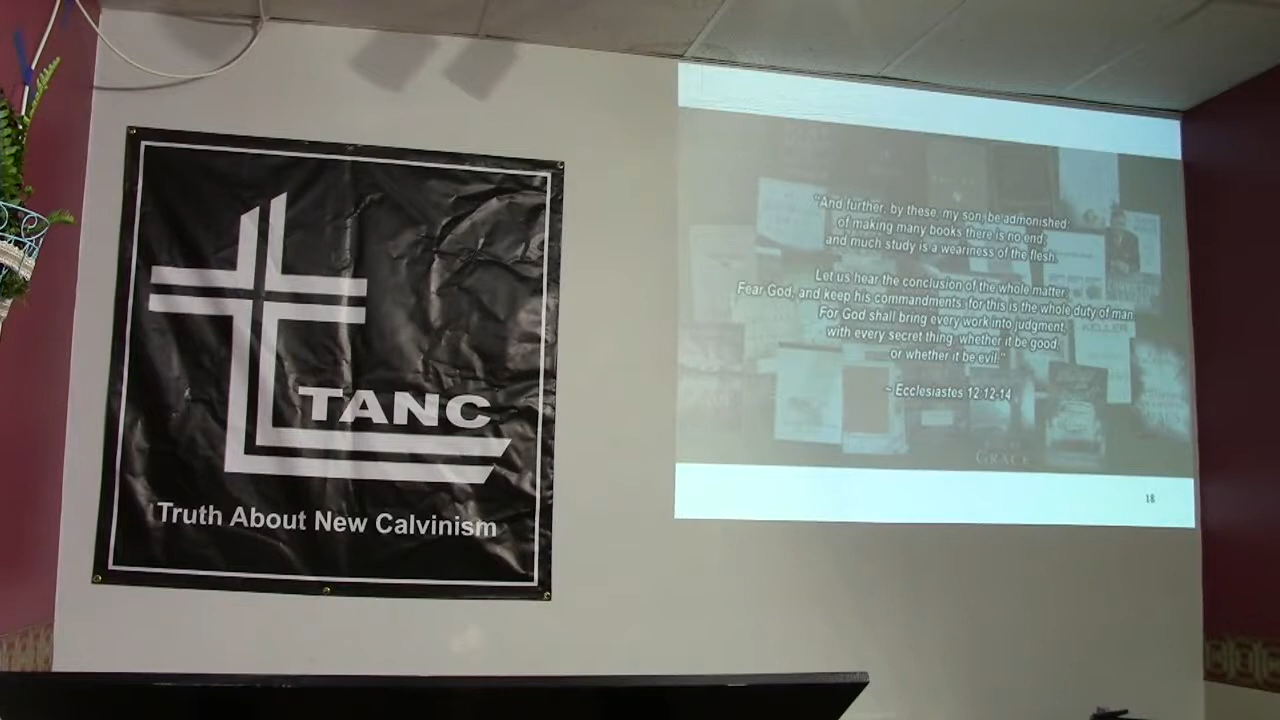 TANC
Truth About New Calvinism
"And further, by these, my son, be admonished:
of making many books there is no end;
and much study is a weariness of the flesh.
Let us hear the conclusion of the whole matter:
Fear God, and keep his commandments: for this is the whole duty of man.
For God shall bring every work into judgment,
with every secret thing, whether it be good,
or whether it be evil."
~ Ecclesiastes 12:12-14
KELLER
GRACE
18